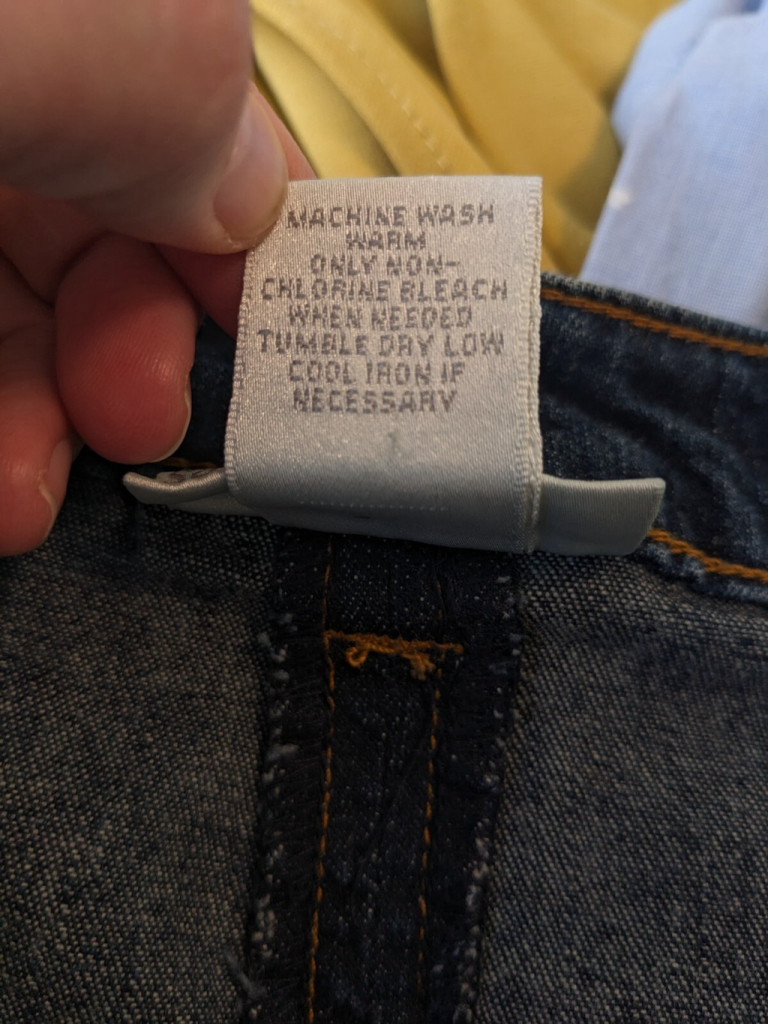 MACHINE WASH
WARM
ONLY NON-
CHLORINE BLEACH
WHEN NEEDED
TUMBLE DRY LOW
COOL IRON IF
NECESSARY